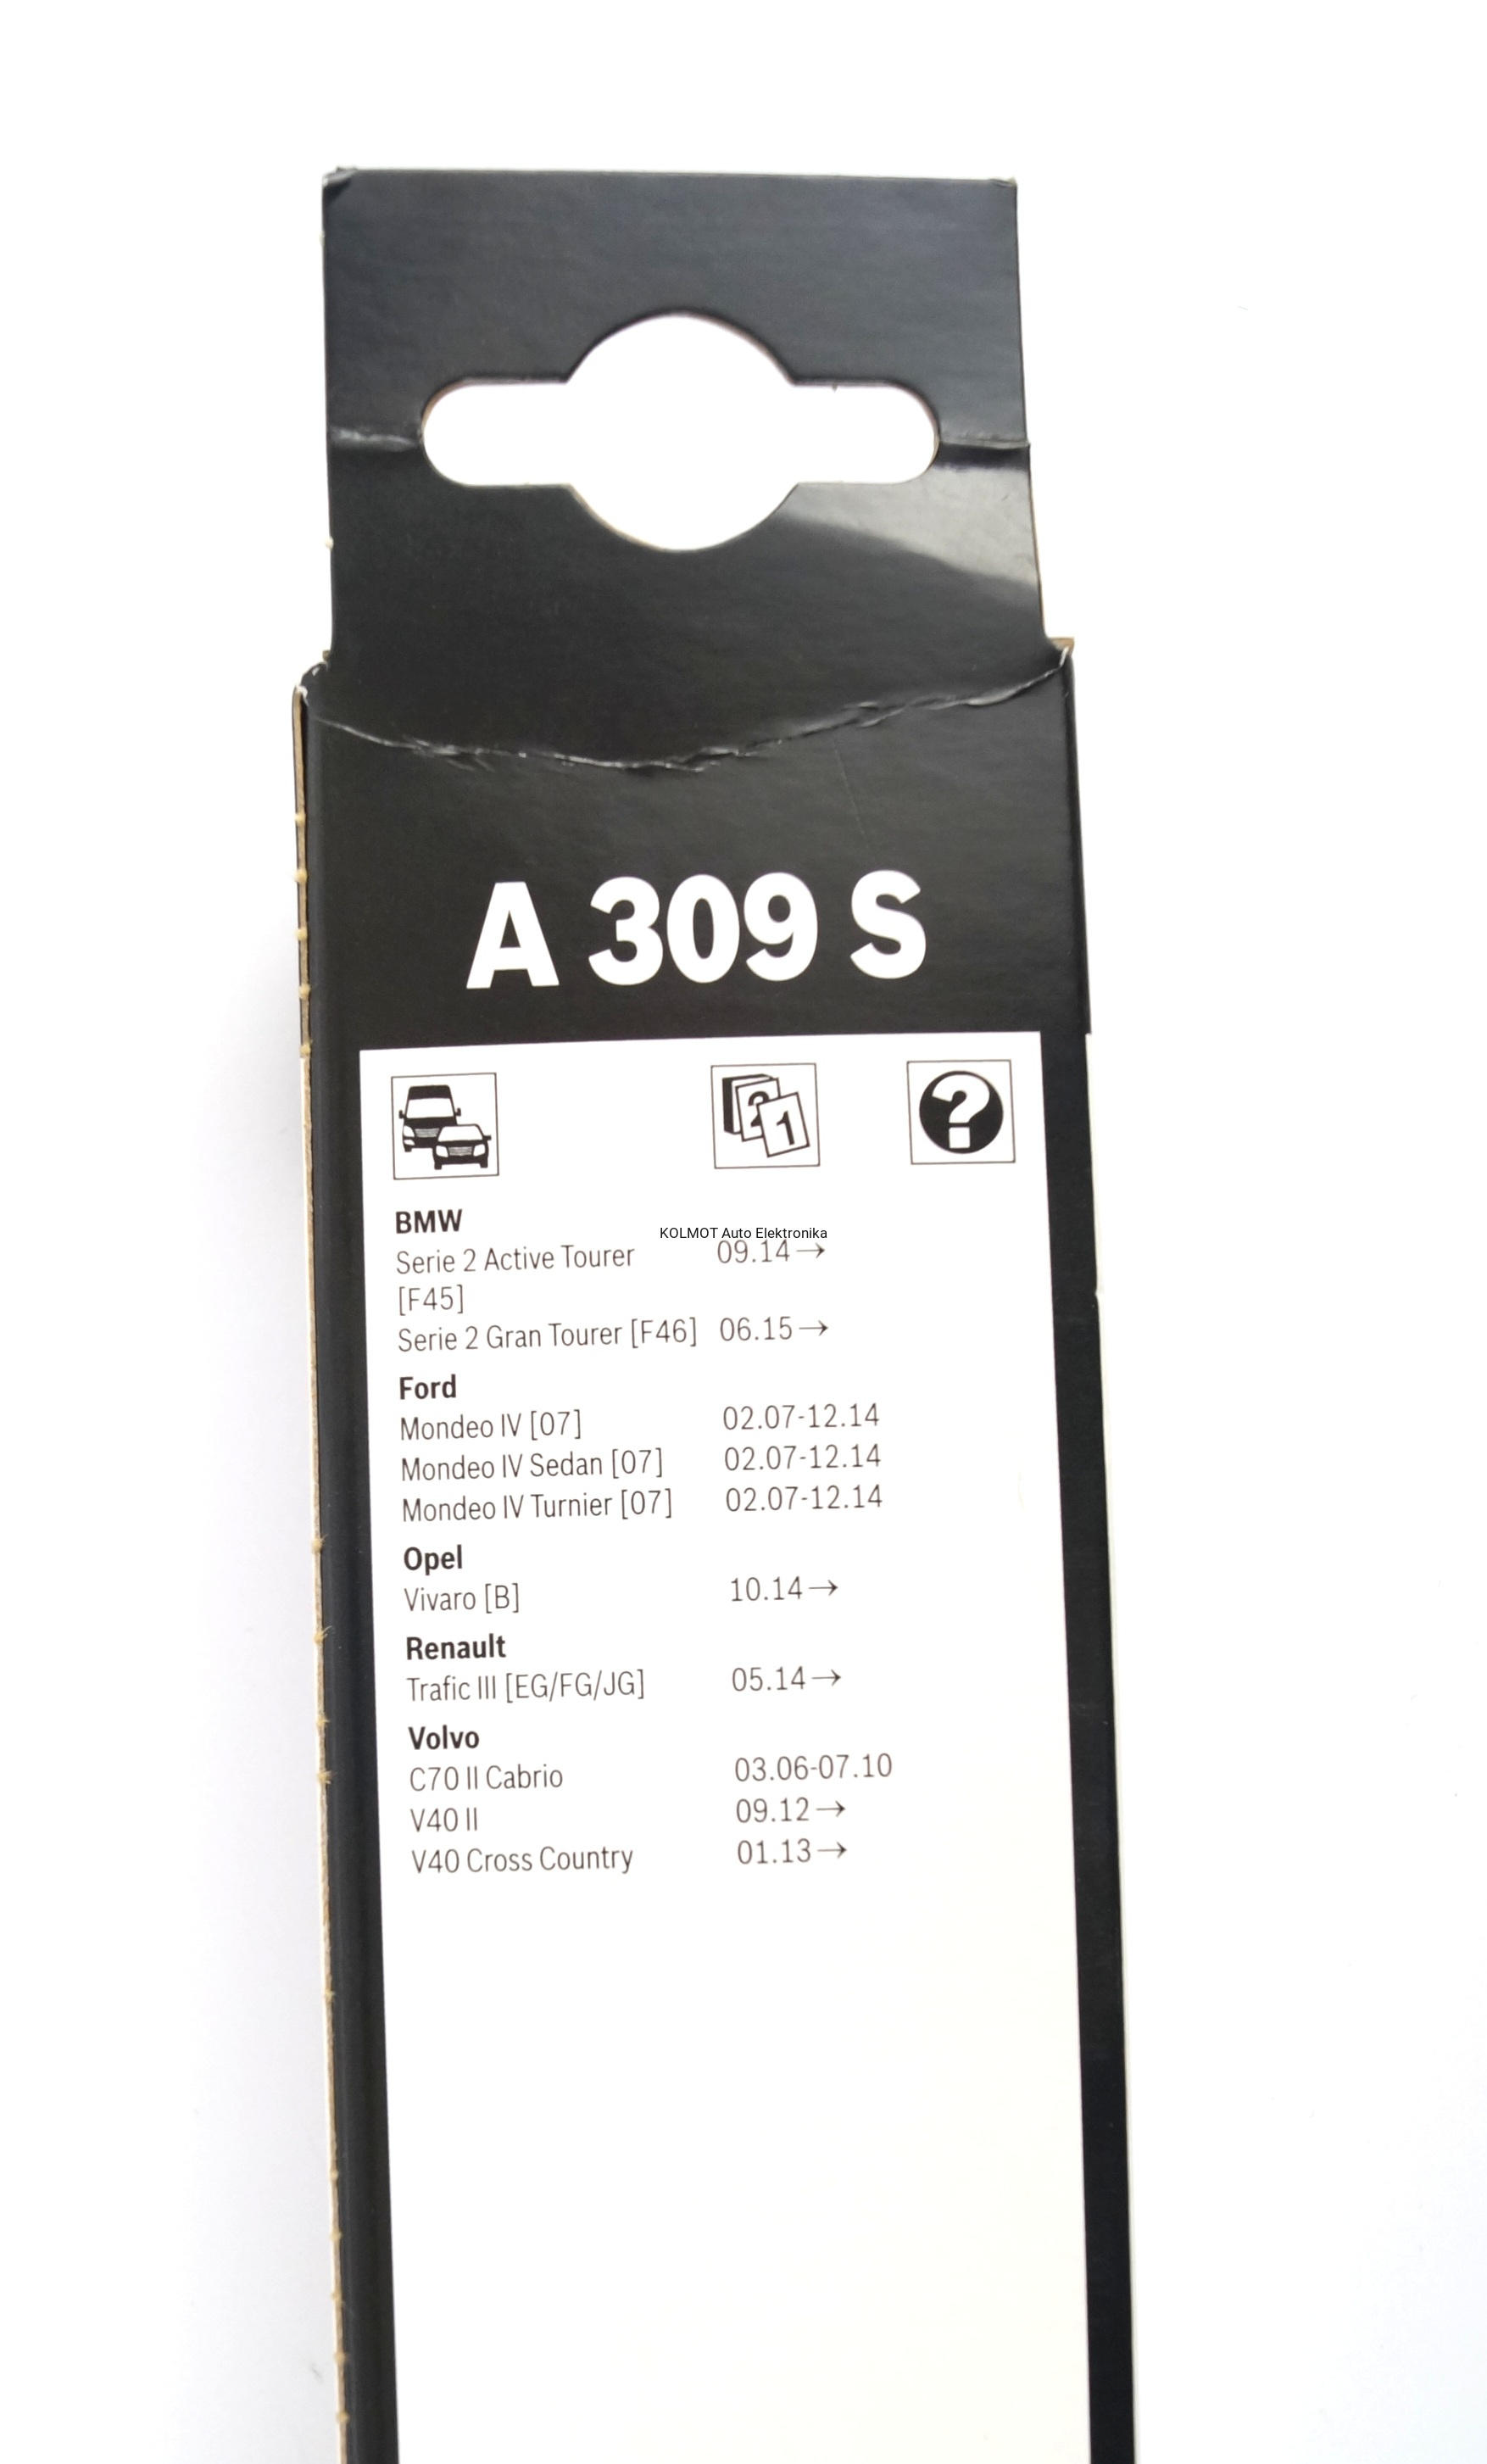 A 309 S
2 1
?
BMW
KOLMOT Auto Elektronika
Serie 2 Active Tourer 09.14→
[F45]
Serie 2 Gran Tourer [F46] 06.15→
Ford
Mondeo IV [07] 02.07-12.14
Mondeo IV Sedan [07] 02.07-12.14
Mondeo IV Turnier [07] 02.07-12.14
Opel
Vivaro [B] 10.14→
Renault
Trafic III [EG/FG/JG] 05.14→
Volvo
C70 II Cabrio 03.06-07.10
V40 II 09.12→
V40 Cross Country 01.13→